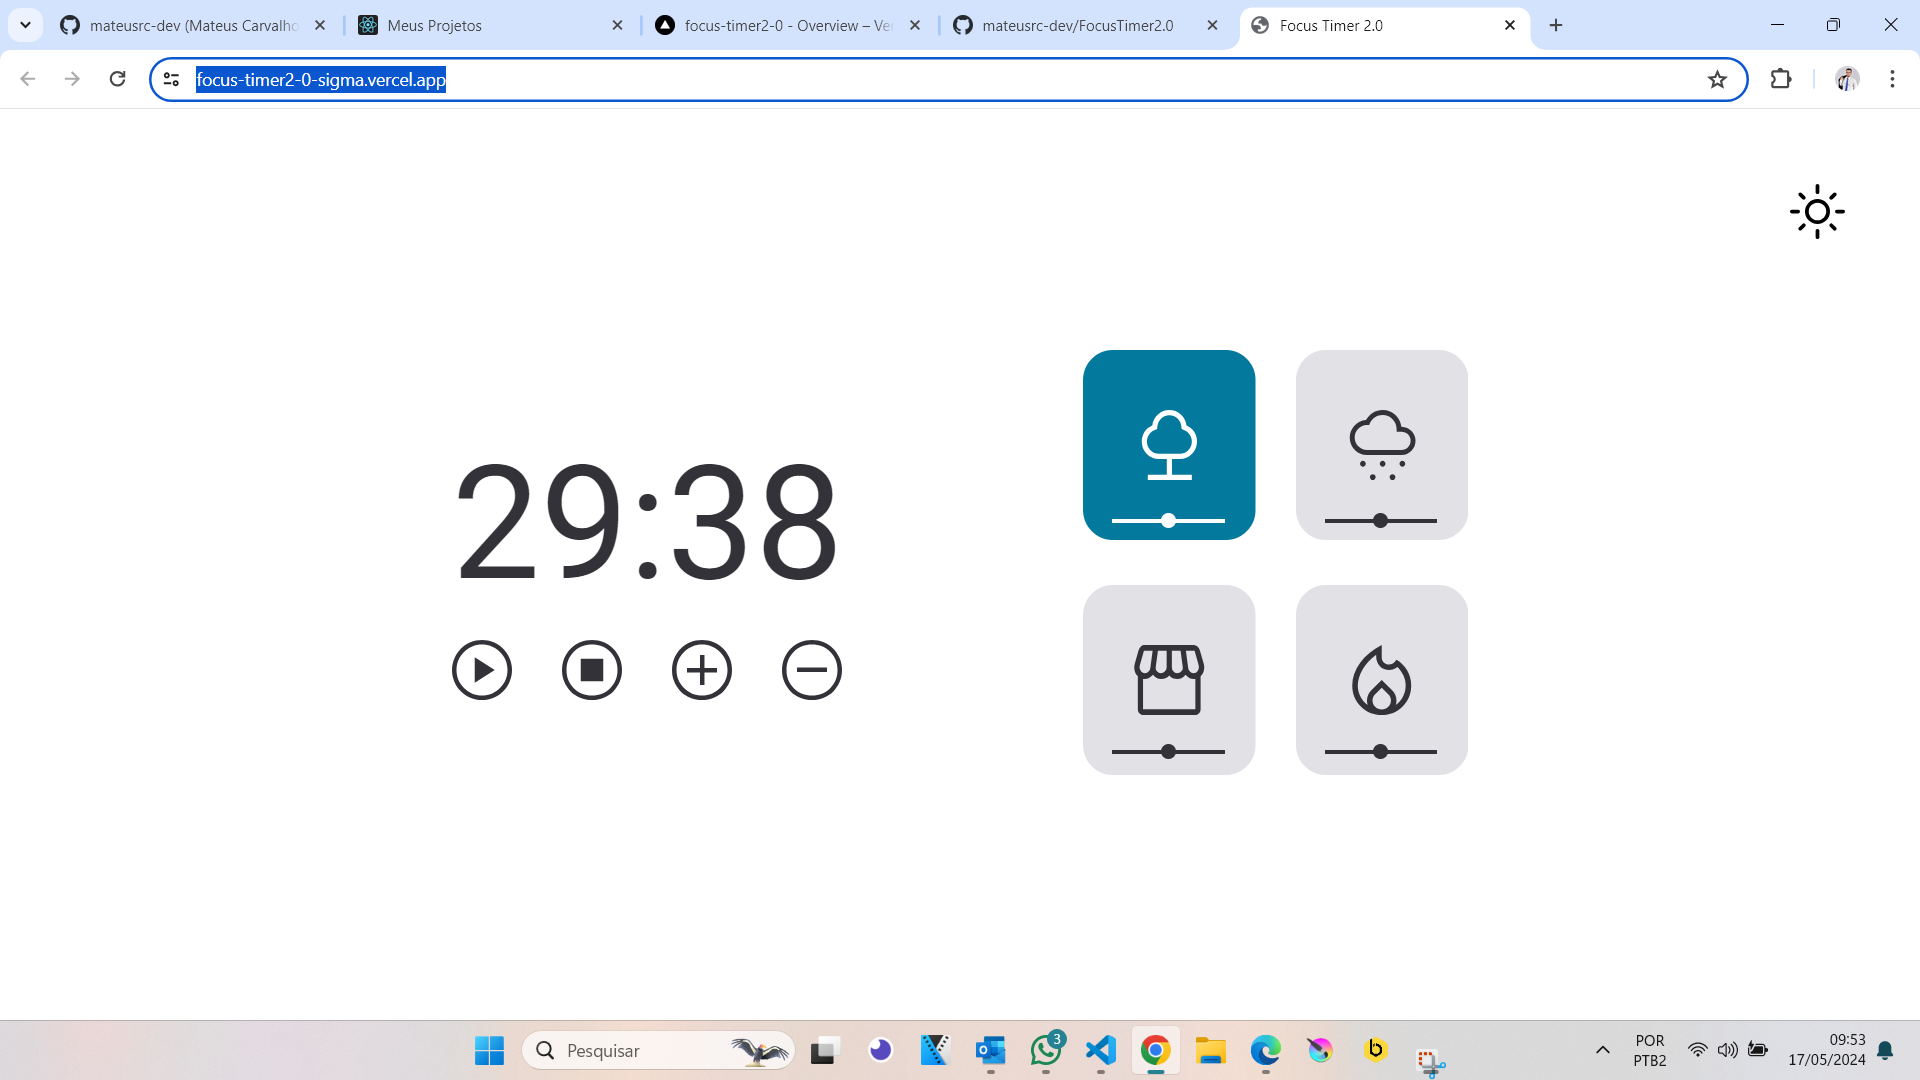 mateusrc-dev (Mateus Carvalho
Meus Projetos
focus-timer2-0 - Overview – Ver
mateusrc-dev/FocusTimer2.0
Focus Timer 2.0
focus-timer2-0-sigma.vercel.app
29:38
Pesquisar
3
POR
PTB2
09:53
17/05/2024